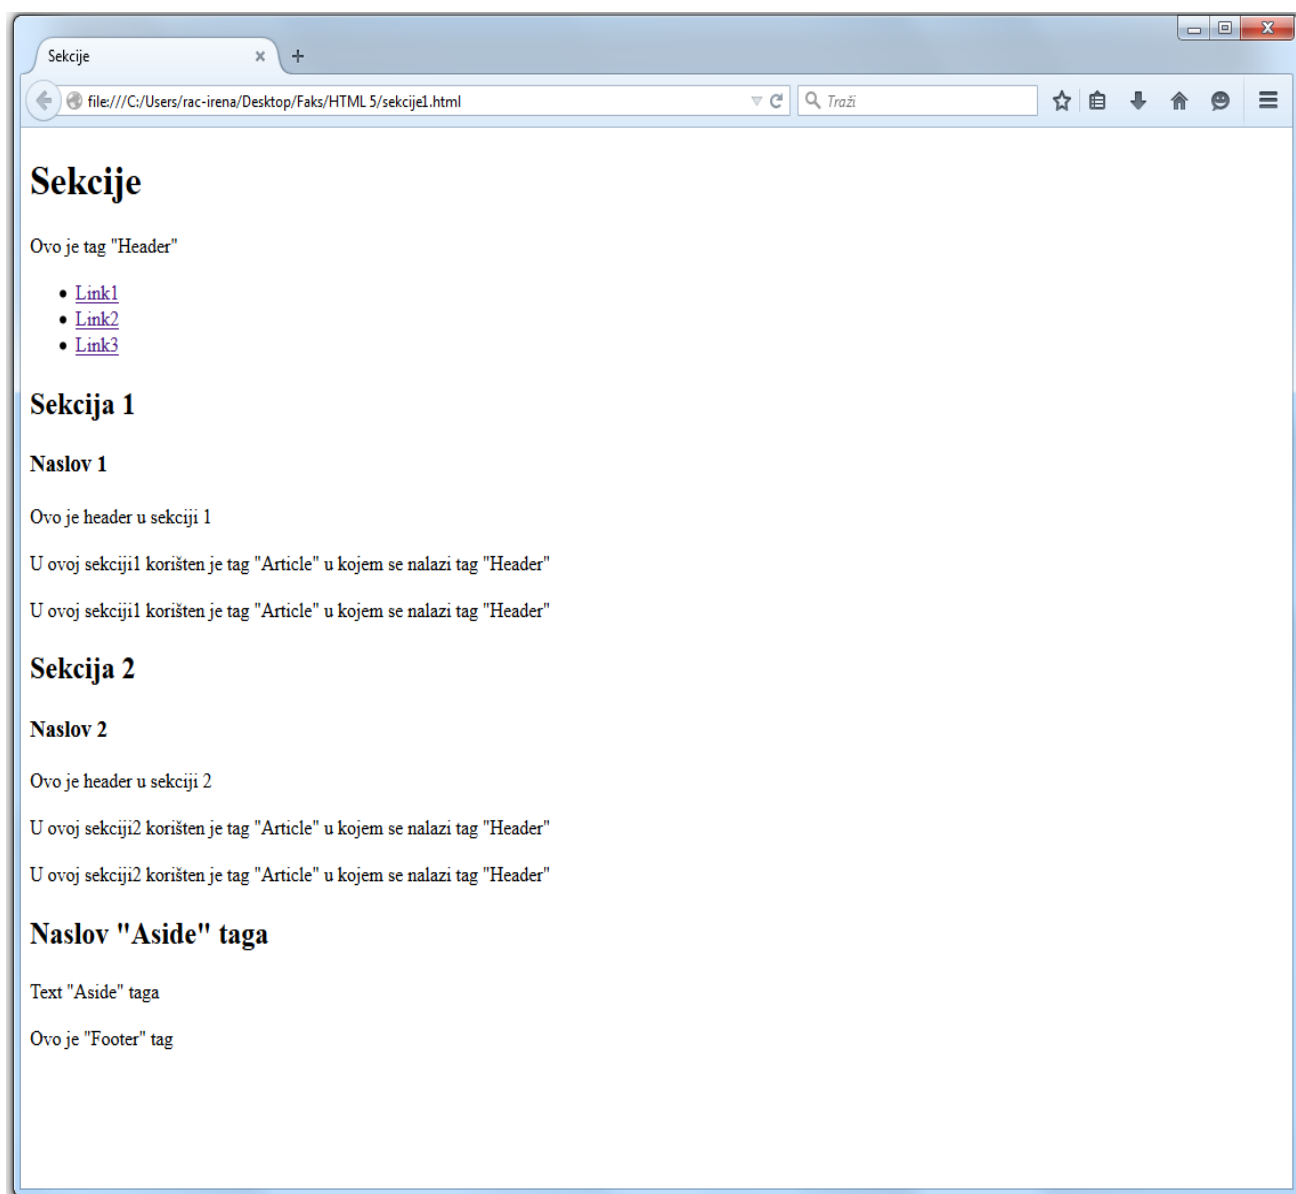 Sekcije
file:///C:/Users/rac-irena/Desktop/Faks/HTML 5/sekcije1.html
Traži
Sekcije
Ovo je tag "Header"
Link1
Link2
Link3
Sekcija 1
Naslov 1
Ovo je header u sekciji 1
U ovoj sekciji1 korišten je tag "Article" u kojem se nalazi tag "Header"
U ovoj sekciji1 korišten je tag "Article" u kojem se nalazi tag "Header"
Sekcija 2
Naslov 2
Ovo je header u sekciji 2
U ovoj sekciji2 korišten je tag "Article" u kojem se nalazi tag "Header"
U ovoj sekciji2 korišten je tag "Article" u kojem se nalazi tag "Header"
Naslov "Aside" taga
Text "Aside" taga
Ovo je "Footer" tag